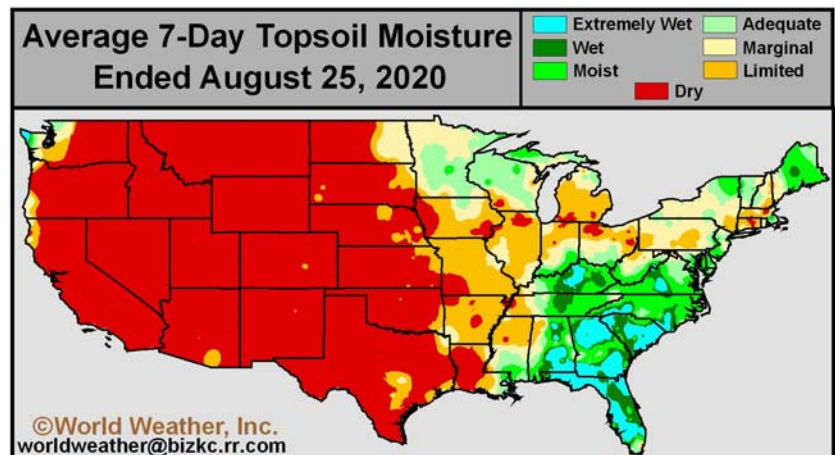 Average 7-Day Topsoil Moisture
Ended August 25, 2020
Extremely Wet
Adequate
Wet
Marginal
Moist
Limited
Dry
©World Weather, Inc.
worldweather@bizkc.rr.com